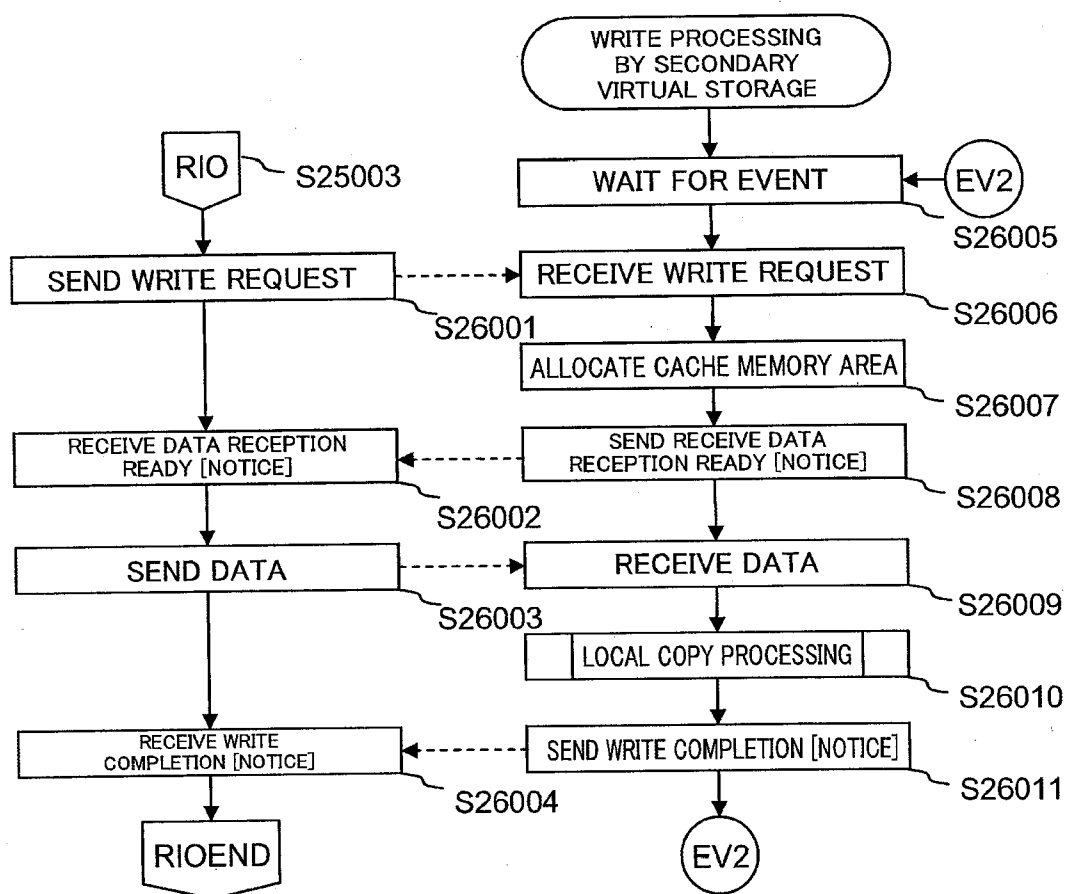 WRITE PROCESSING
BY SECONDARY
VIRTUAL STORAGE
RIO
S25003
WAIT FOR EVENT
EV2
S26005
SEND WRITE REQUEST
S26001
RECEIVE WRITE REQUEST
S26006
ALLOCATE CACHE MEMORY AREA
S26007
RECEIVE DATA RECEPTION
READY [NOTICE]
S26002
SEND RECEIVE DATA
RECEPTION READY [NOTICE]
S26008
SEND DATA
S26003
RECEIVE DATA
S26009
LOCAL COPY PROCESSING
S26010
RECEIVE WRITE
COMPLETION [NOTICE]
S26004
SEND WRITE COMPLETION [NOTICE]
S26011
RIOEND
EV2